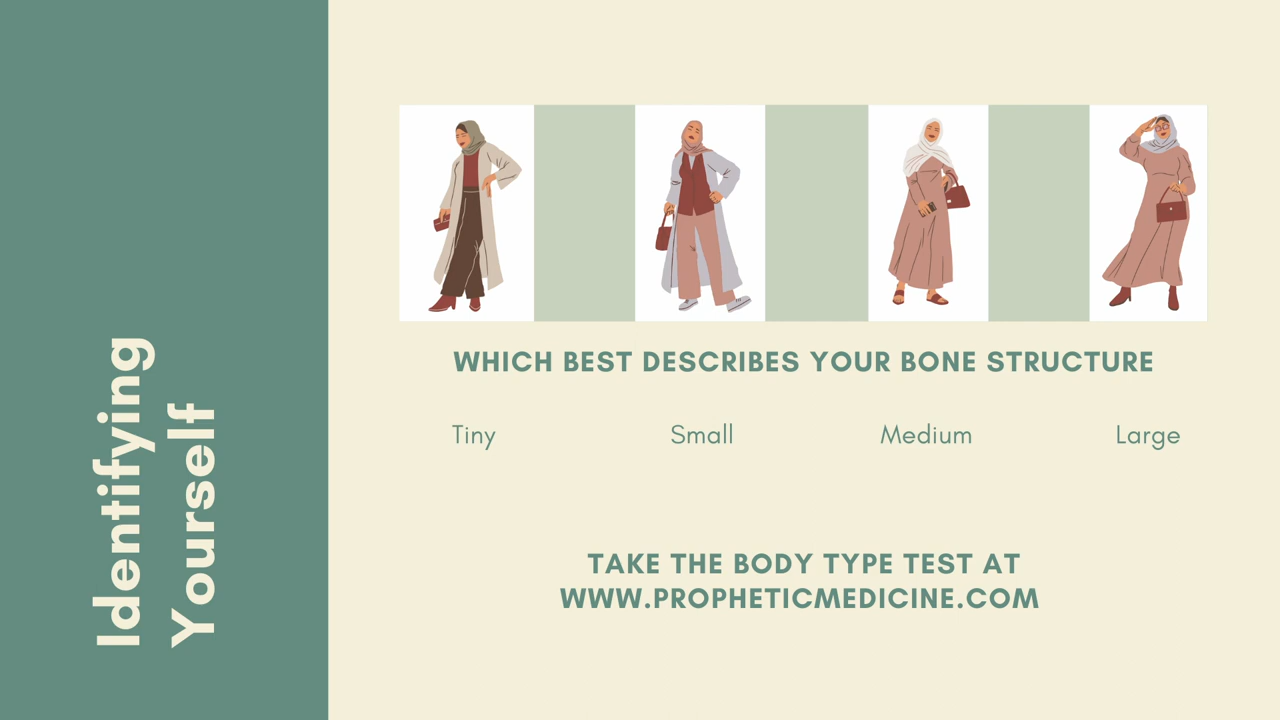 Identifying
Yourself
WHICH BEST DESCRIBES YOUR BONE STRUCTURE
Tiny Small Medium Large
TAKE THE BODY TYPE TEST AT
WWW.PROPHETICMEDICINE.COM